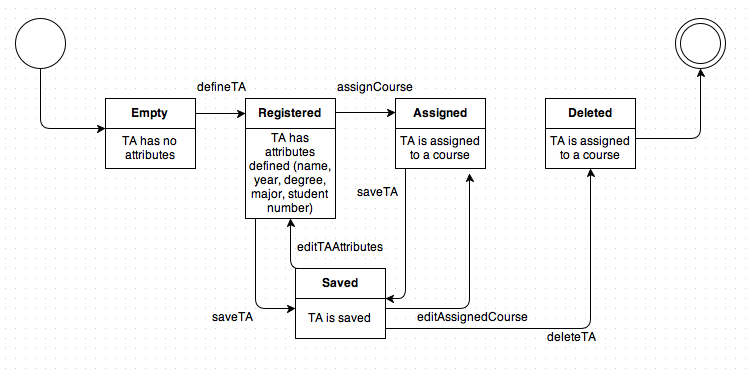 defineTA
assignCourse
Empty
TA has no
attributes
Registered
TA has
attributes
defined (name,
year, degree,
major, student
number)
Assigned
TA is assigned
to a course
Deleted
TA is assigned
to a course
saveTA
editTAAttributes
Saved
TA is saved
saveTA
editAssignedCourse
deleteTA